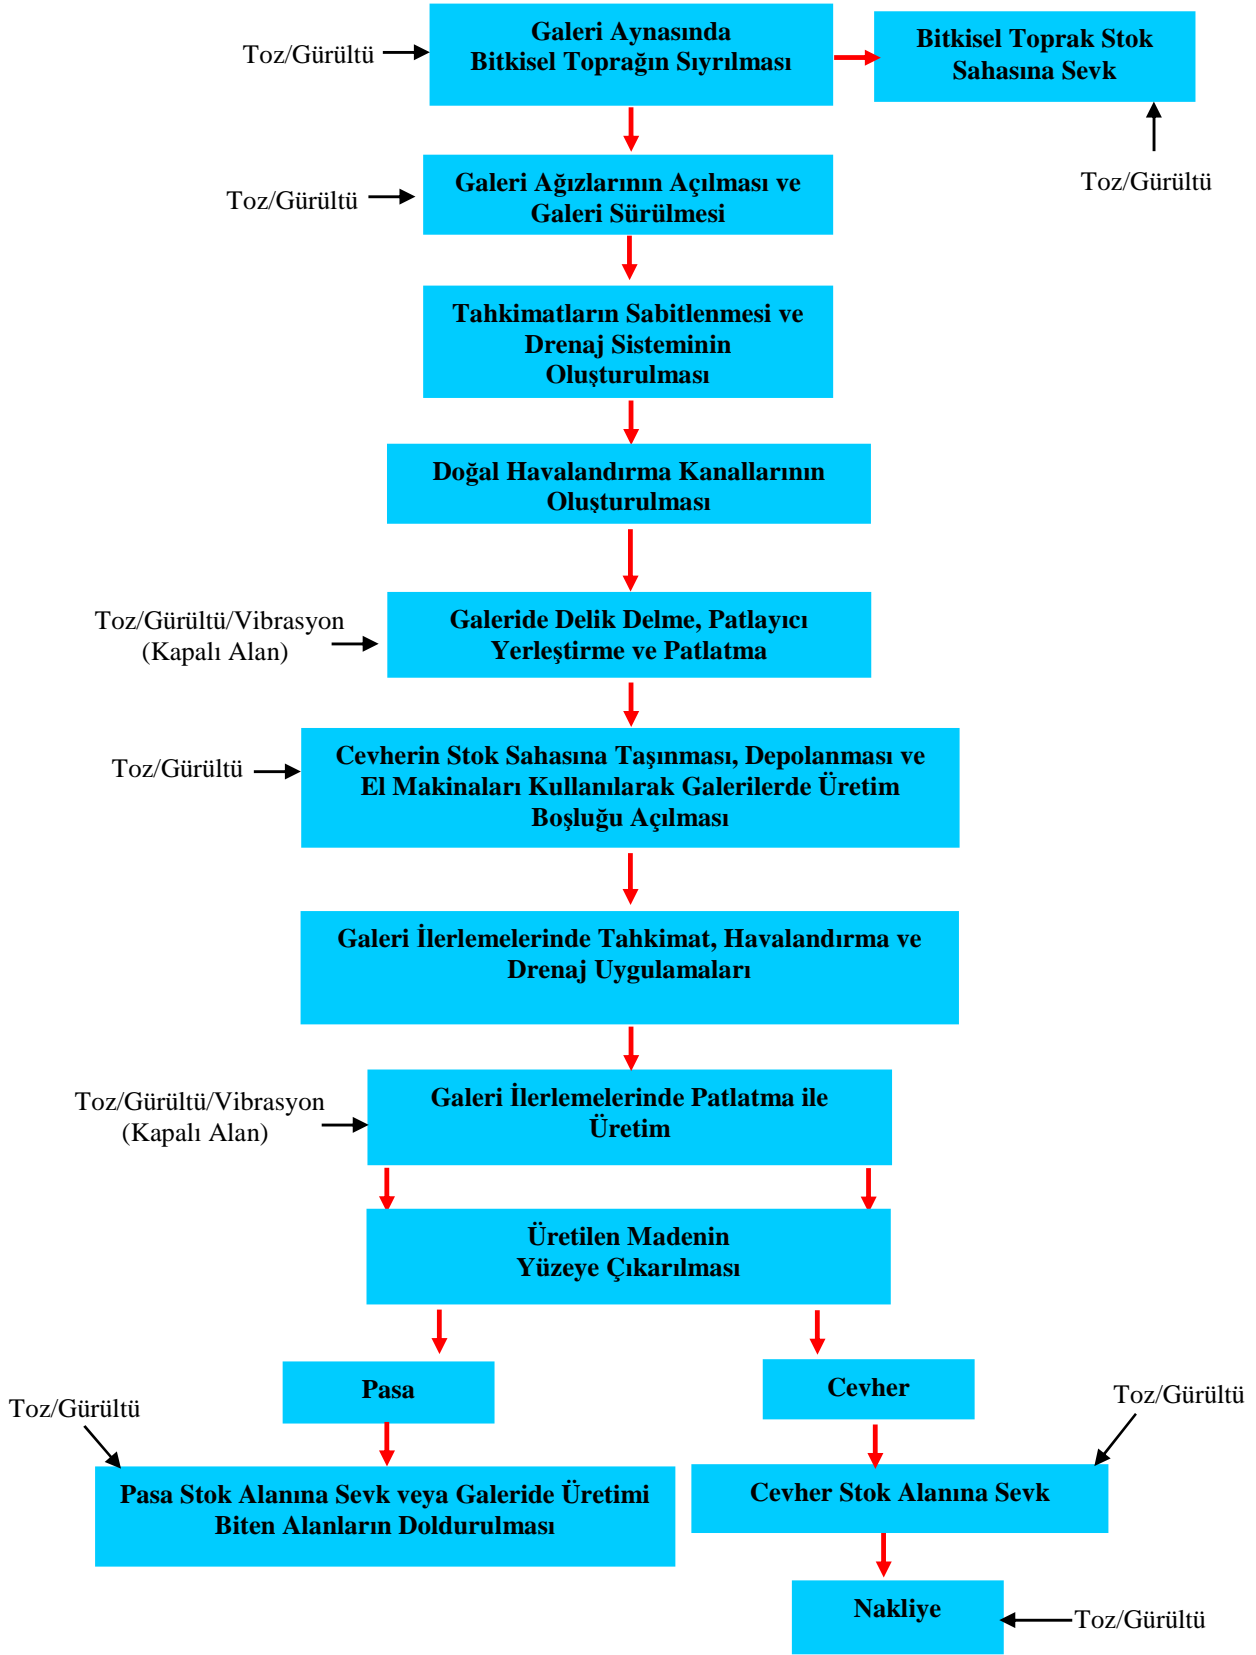 Toz/Gürültü
Galeri Aynasında
Bitkisel Toprağın Sıyrılması
Bitkisel Toprak Stok
Sahasına Sevk
Toz/Gürültü
Toz/Gürültü
Galeri Ağızlarının Açılması ve
Galeri Sürülmesi
Tahkimatların Sabitlenmesi ve
Drenaj Sisteminin
Oluşturulması
Doğal Havalandırma Kanallarının
Oluşturulması
Toz/Gürültü/Vibrasyon
(Kapalı Alan)
Galeride Delik Delme, Patlayıcı
Yerleştirme ve Patlatma
Toz/Gürültü
Cevherin Stok Sahasına Taşınması, Depolanması ve
El Makinaları Kullanılarak Galerilerde Üretim
Boşluğu Açılması
Galeri İlerlemelerinde Tahkimat, Havalandırma ve
Drenaj Uygulamaları
Toz/Gürültü/Vibrasyon
(Kapalı Alan)
Galeri İlerlemelerinde Patlatma ile
Üretim
Üretilen Madenin
Yüzeye Çıkarılması
Pasa
Cevher
Toz/Gürültü
Toz/Gürültü
Pasa Stok Alanına Sevk veya Galeride Üretimi
Biten Alanların Doldurulması
Cevher Stok Alanına Sevk
Nakliye
Toz/Gürültü